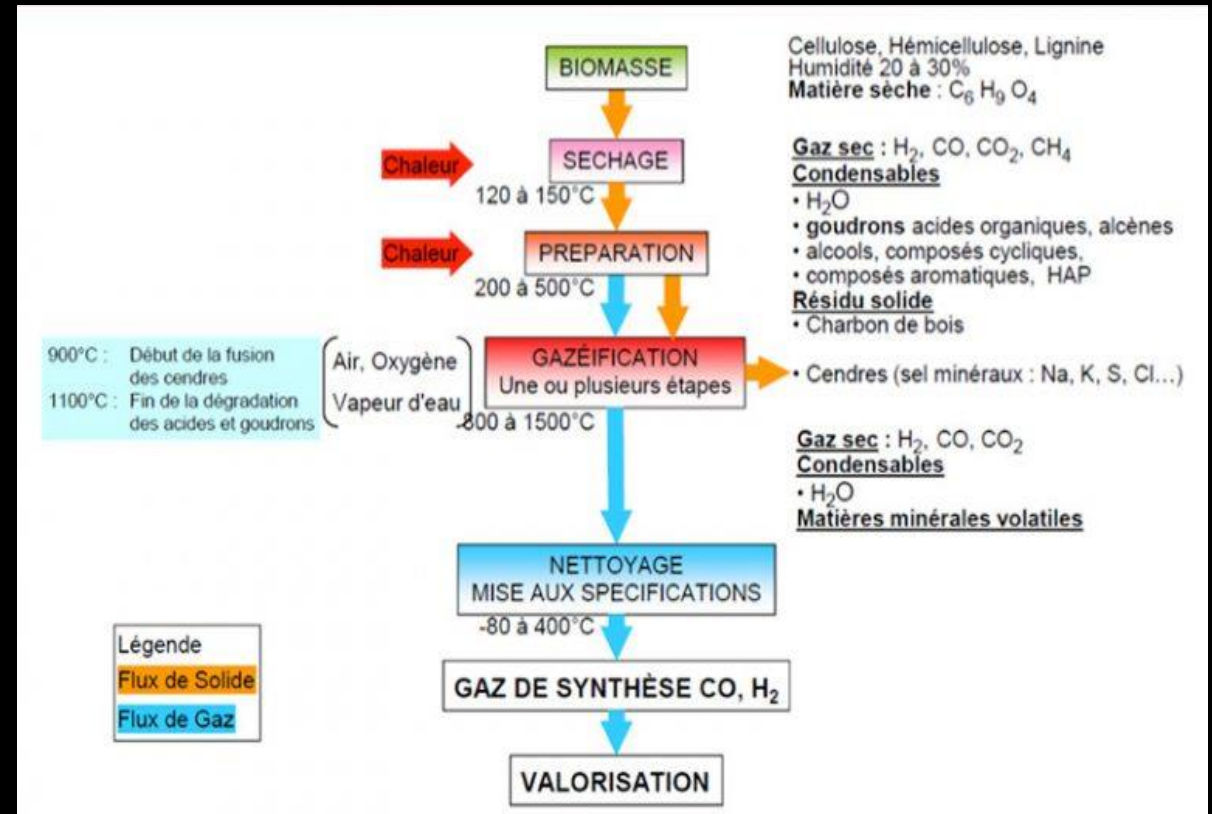 BIOMASSE
Cellulose, Hémicellulose, Lignine
Humidité 20 à 30%
Matière sèche : C₆ H₉ O₄
Chaleur
SECHAGE
120 à 150°C
Gaz sec : H₂, CO, CO₂, CH₄
Condensables
• H₂O
• goudrons acides organiques, alcènes
• alcools, composés cycliques,
• composés aromatiques, HAP
Résidu solide
• Charbon de bois
Chaleur
PREPARATION
200 à 500°C
900°C : Début de la fusion
des cendres
1100°C : Fin de la dégradation
des acides et goudrons
Air, Oxygène
Vapeur d'eau
GAZÉIFICATION
Une ou plusieurs étapes
800 à 1500°C
• Cendres (sel minéraux : Na, K, S, Cl…)
Gaz sec : H₂, CO, CO₂
Condensables
• H₂O
Matières minérales volatiles
NETTOYAGE
MISE AUX SPECIFICATIONS
-80 à 400°C
Légende
Flux de Solide
Flux de Gaz
GAZ DE SYNTHÈSE CO, H₂
VALORISATION